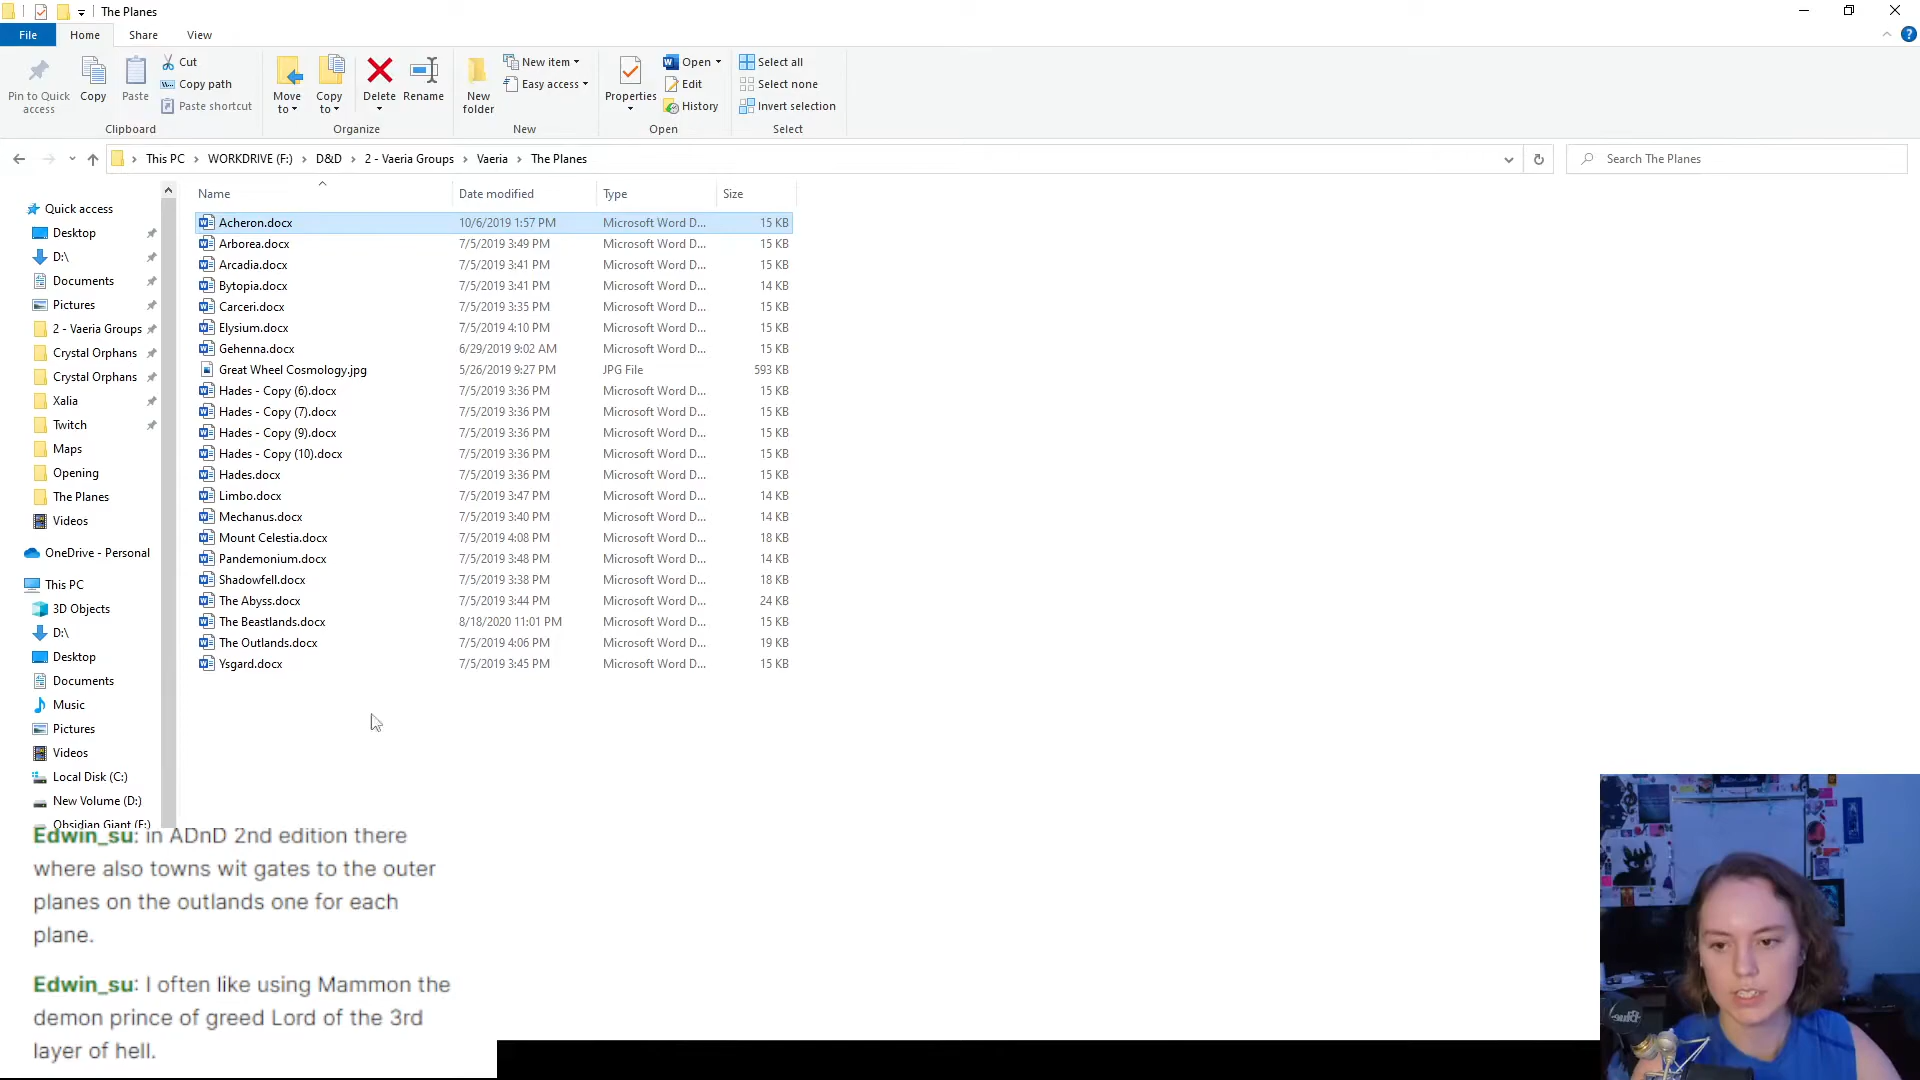 The Planes
File Home Share View
Pin to Quick access
Copy
Paste
Cut
Copy path
Paste shortcut
Clipboard
Move to
Copy to
Delete
Rename
Organize
New folder
New item
Easy access
New
Properties
Open
Edit
History
Open
Select all
Select none
Invert selection
Select
This PC > WORKDRIVE (F:) > D&D > 2 - Vaeria Groups > Vaeria > The Planes
Search The Planes
Quick access
Desktop
D:\
Documents
Pictures
2 - Vaeria Groups
Crystal Orphans
Crystal Orphans
Xalia
Twitch
Maps
Opening
The Planes
Videos
OneDrive - Personal
This PC
3D Objects
D:\
Desktop
Documents
Music
Pictures
Videos
Local Disk (C:)
New Volume (D:)
Obsidian Giant (E:)
Name Date modified Type Size
Acheron.docx 10/6/2019 1:57 PM Microsoft Word D... 15 KB
Arborea.docx 7/5/2019 3:49 PM Microsoft Word D... 15 KB
Arcadia.docx 7/5/2019 3:41 PM Microsoft Word D... 15 KB
Bytopia.docx 7/5/2019 3:41 PM Microsoft Word D... 14 KB
Carceri.docx 7/5/2019 3:35 PM Microsoft Word D... 15 KB
Elysium.docx 7/5/2019 4:10 PM Microsoft Word D... 15 KB
Gehenna.docx 6/29/2019 9:02 AM Microsoft Word D... 15 KB
Great Wheel Cosmology.jpg 5/26/2019 9:27 PM JPG File 593 KB
Hades - Copy (6).docx 7/5/2019 3:36 PM Microsoft Word D... 15 KB
Hades - Copy (7).docx 7/5/2019 3:36 PM Microsoft Word D... 15 KB
Hades - Copy (9).docx 7/5/2019 3:36 PM Microsoft Word D... 15 KB
Hades - Copy (10).docx 7/5/2019 3:36 PM Microsoft Word D... 15 KB
Hades.docx 7/5/2019 3:36 PM Microsoft Word D... 15 KB
Limbo.docx 7/5/2019 3:47 PM Microsoft Word D... 14 KB
Mechanus.docx 7/5/2019 3:40 PM Microsoft Word D... 14 KB
Mount Celestia.docx 7/5/2019 4:08 PM Microsoft Word D... 18 KB
Pandemonium.docx 7/5/2019 3:48 PM Microsoft Word D... 14 KB
Shadowfell.docx 7/5/2019 3:38 PM Microsoft Word D... 18 KB
The Abyss.docx 7/5/2019 3:44 PM Microsoft Word D... 24 KB
The Beastlands.docx 8/18/2020 11:01 PM Microsoft Word D... 15 KB
The Outlands.docx 7/5/2019 4:06 PM Microsoft Word D... 19 KB
Ysgard.docx 7/5/2019 3:45 PM Microsoft Word D... 15 KB
Edwin_su: in ADnD 2nd edition there
where also towns wit gates to the outer
planes on the outlands one for each
plane.
Edwin_su: I often like using Mammon the
demon prince of greed Lord of the 3rd
layer of hell.
Blue